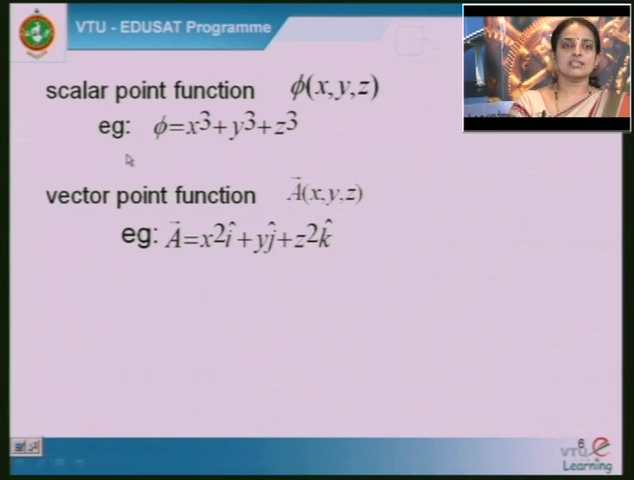 VTU - EDUSAT Programme
scalar point function ϕ(x,y,z)
eg: ϕ=x³+y³+z³
vector point function A⃗(x,y,z)
eg: A⃗=x²î+yĵ+z²k̂
6
VTU e
Learning